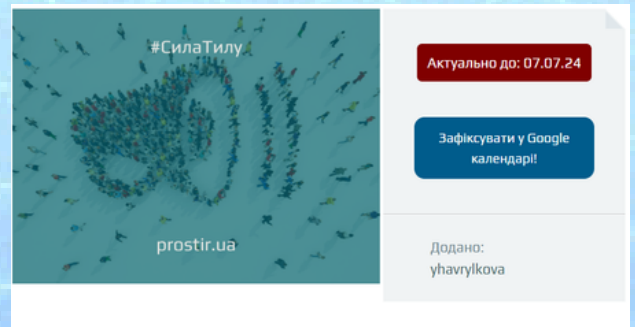 #СилаТилу
prostir.ua
Актуально до: 07.07.24
Зафіксувати у Google
календарі!
Додано:
yhavrylkova